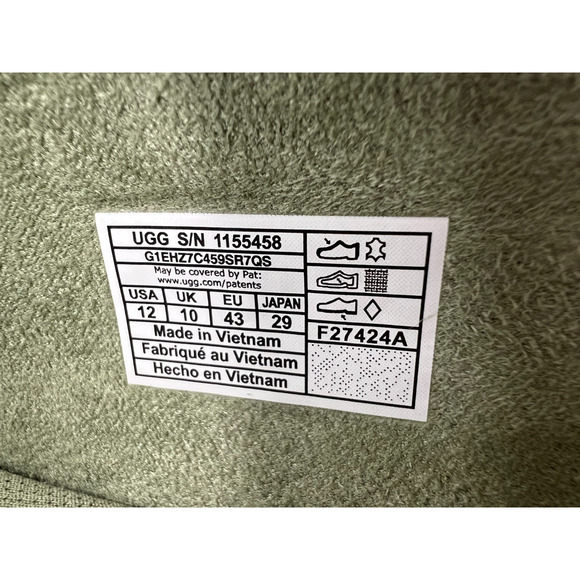 UGG S/N 1155458
G1EHZ7C459SR7QS
May be covered by Pat:
www.ugg.com/patents
USA UK EU JAPAN
12 10 43 29
Made in Vietnam
Fabriqué au Vietnam
Hecho en Vietnam
F27424A